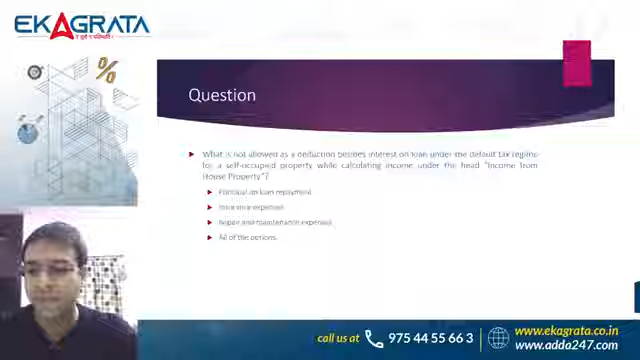 EKAGRATA
Question
What is not allowed as a deduction besides interest on loan under the default tax regime
for a self-occupied property while calculating income under the head "Income from
House Property"?
Principal on loan repayment
Insurance expenses
Repair and maintenance expenses
All of the options.
call us at 975 44 55 66 3
www.ekagrata.co.in
www.adda247.com